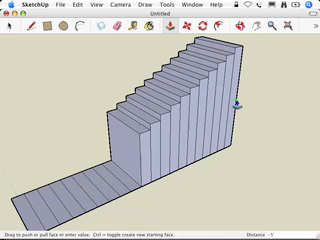 SketchUp File Edit View Camera Draw Tools Window Help
Untitled
Drag to push or pull face or enter value. Ctrl = toggle create new starting face. Distance -5'